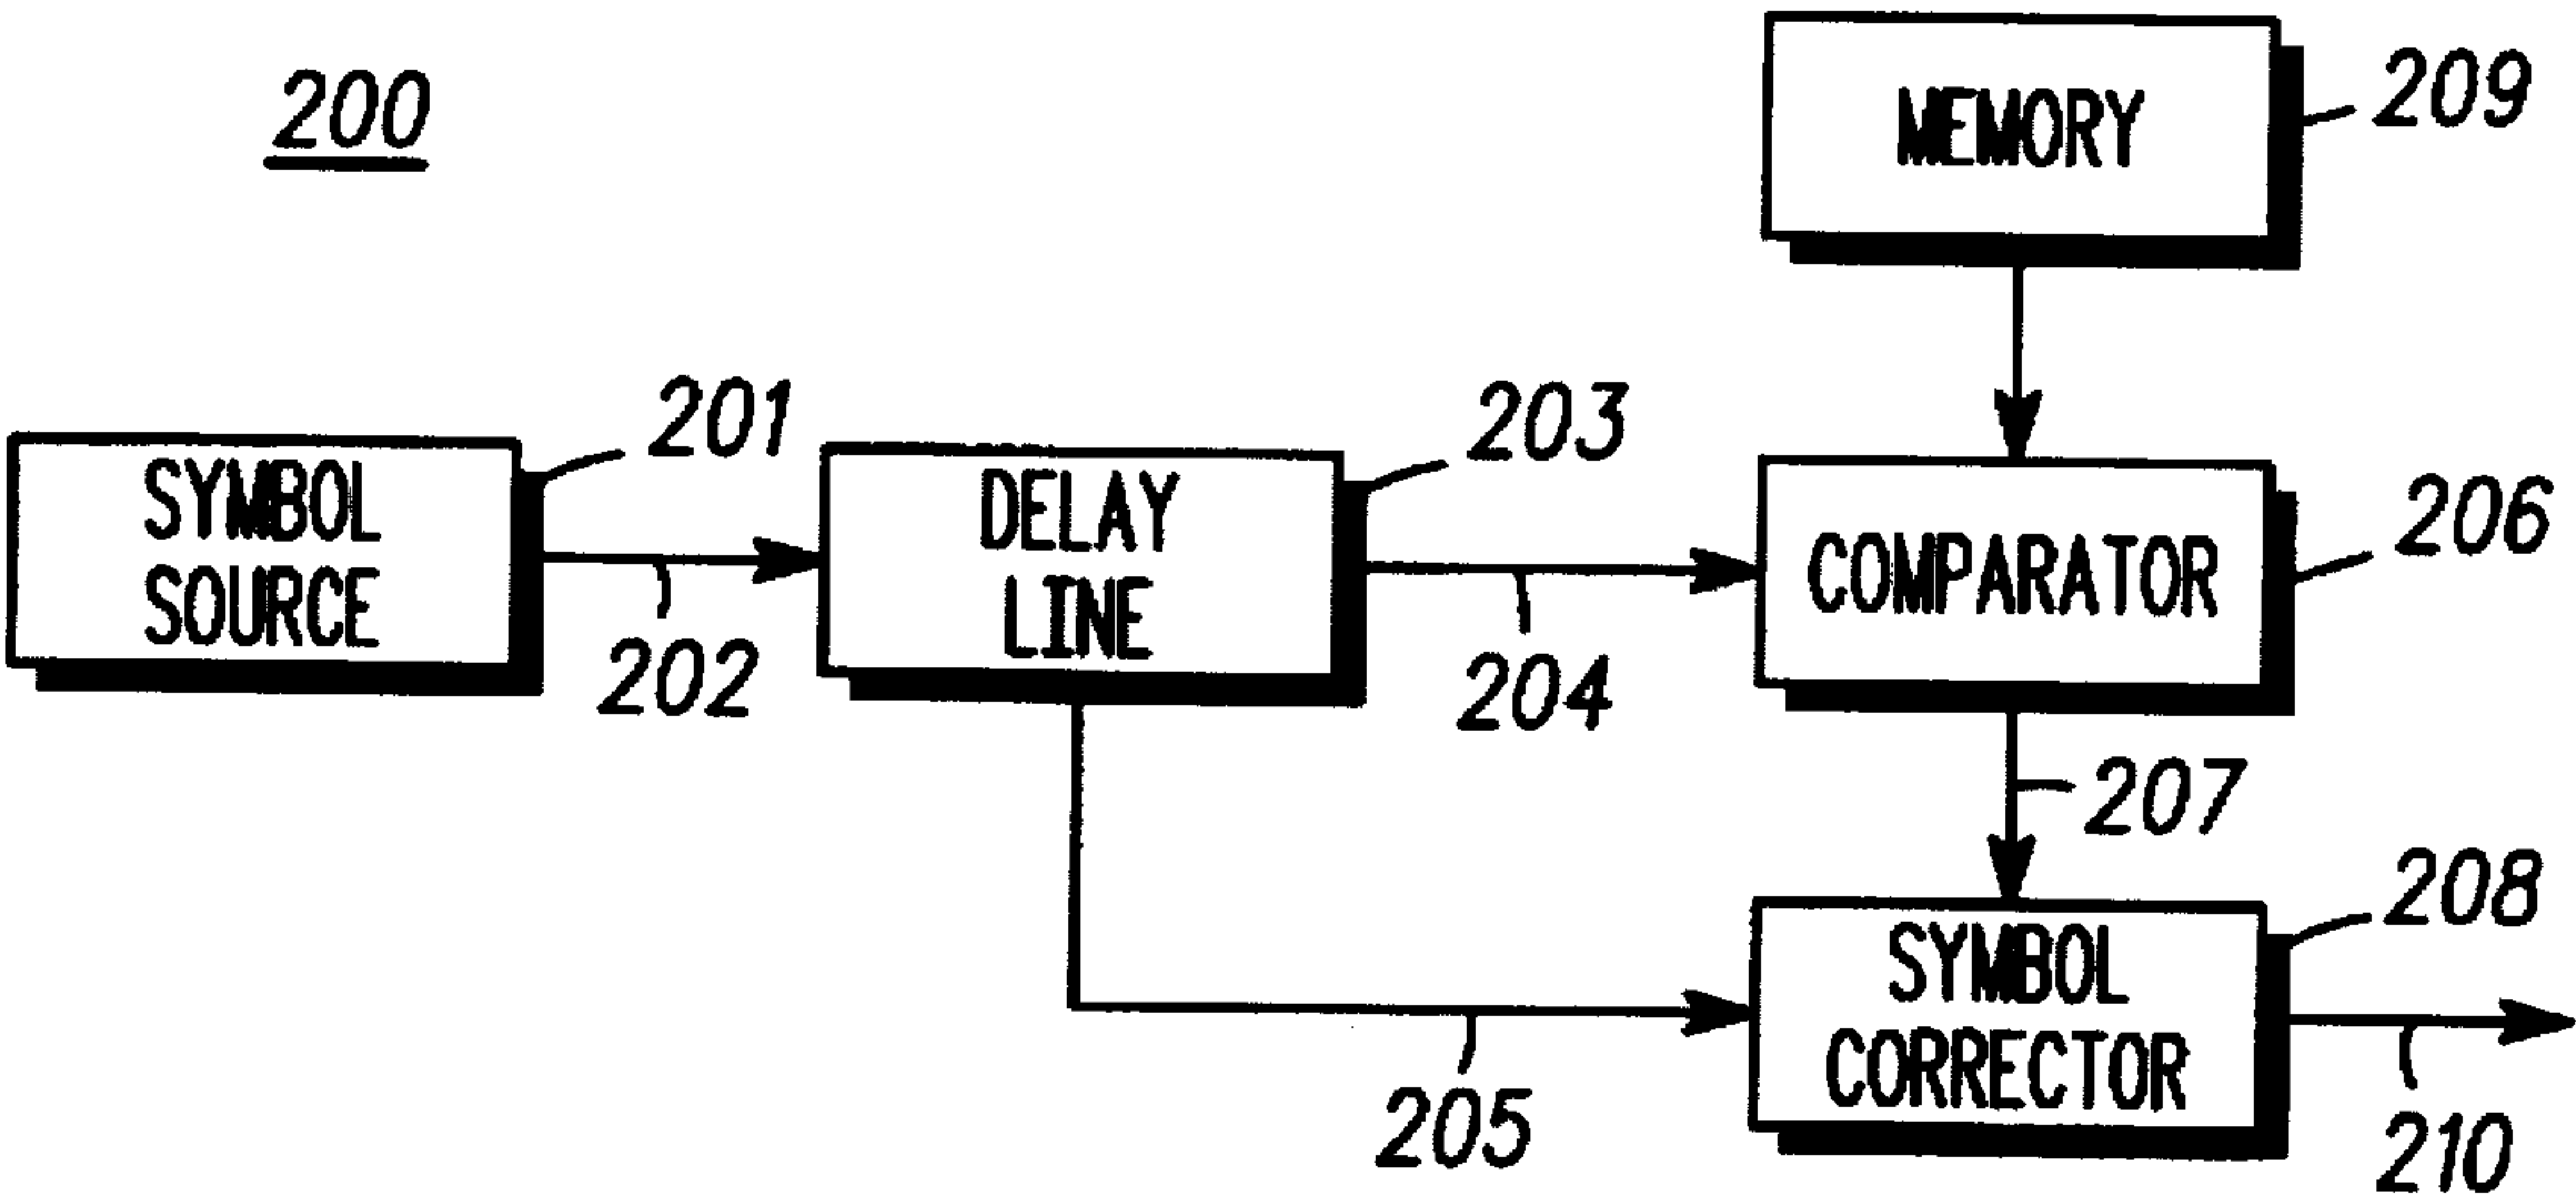 200
MEMORY
209
201
SYMBOL
SOURCE
202
203
DELAY
LINE
204
206
COMPARATOR
207
208
SYMBOL
CORRECTOR
205
210